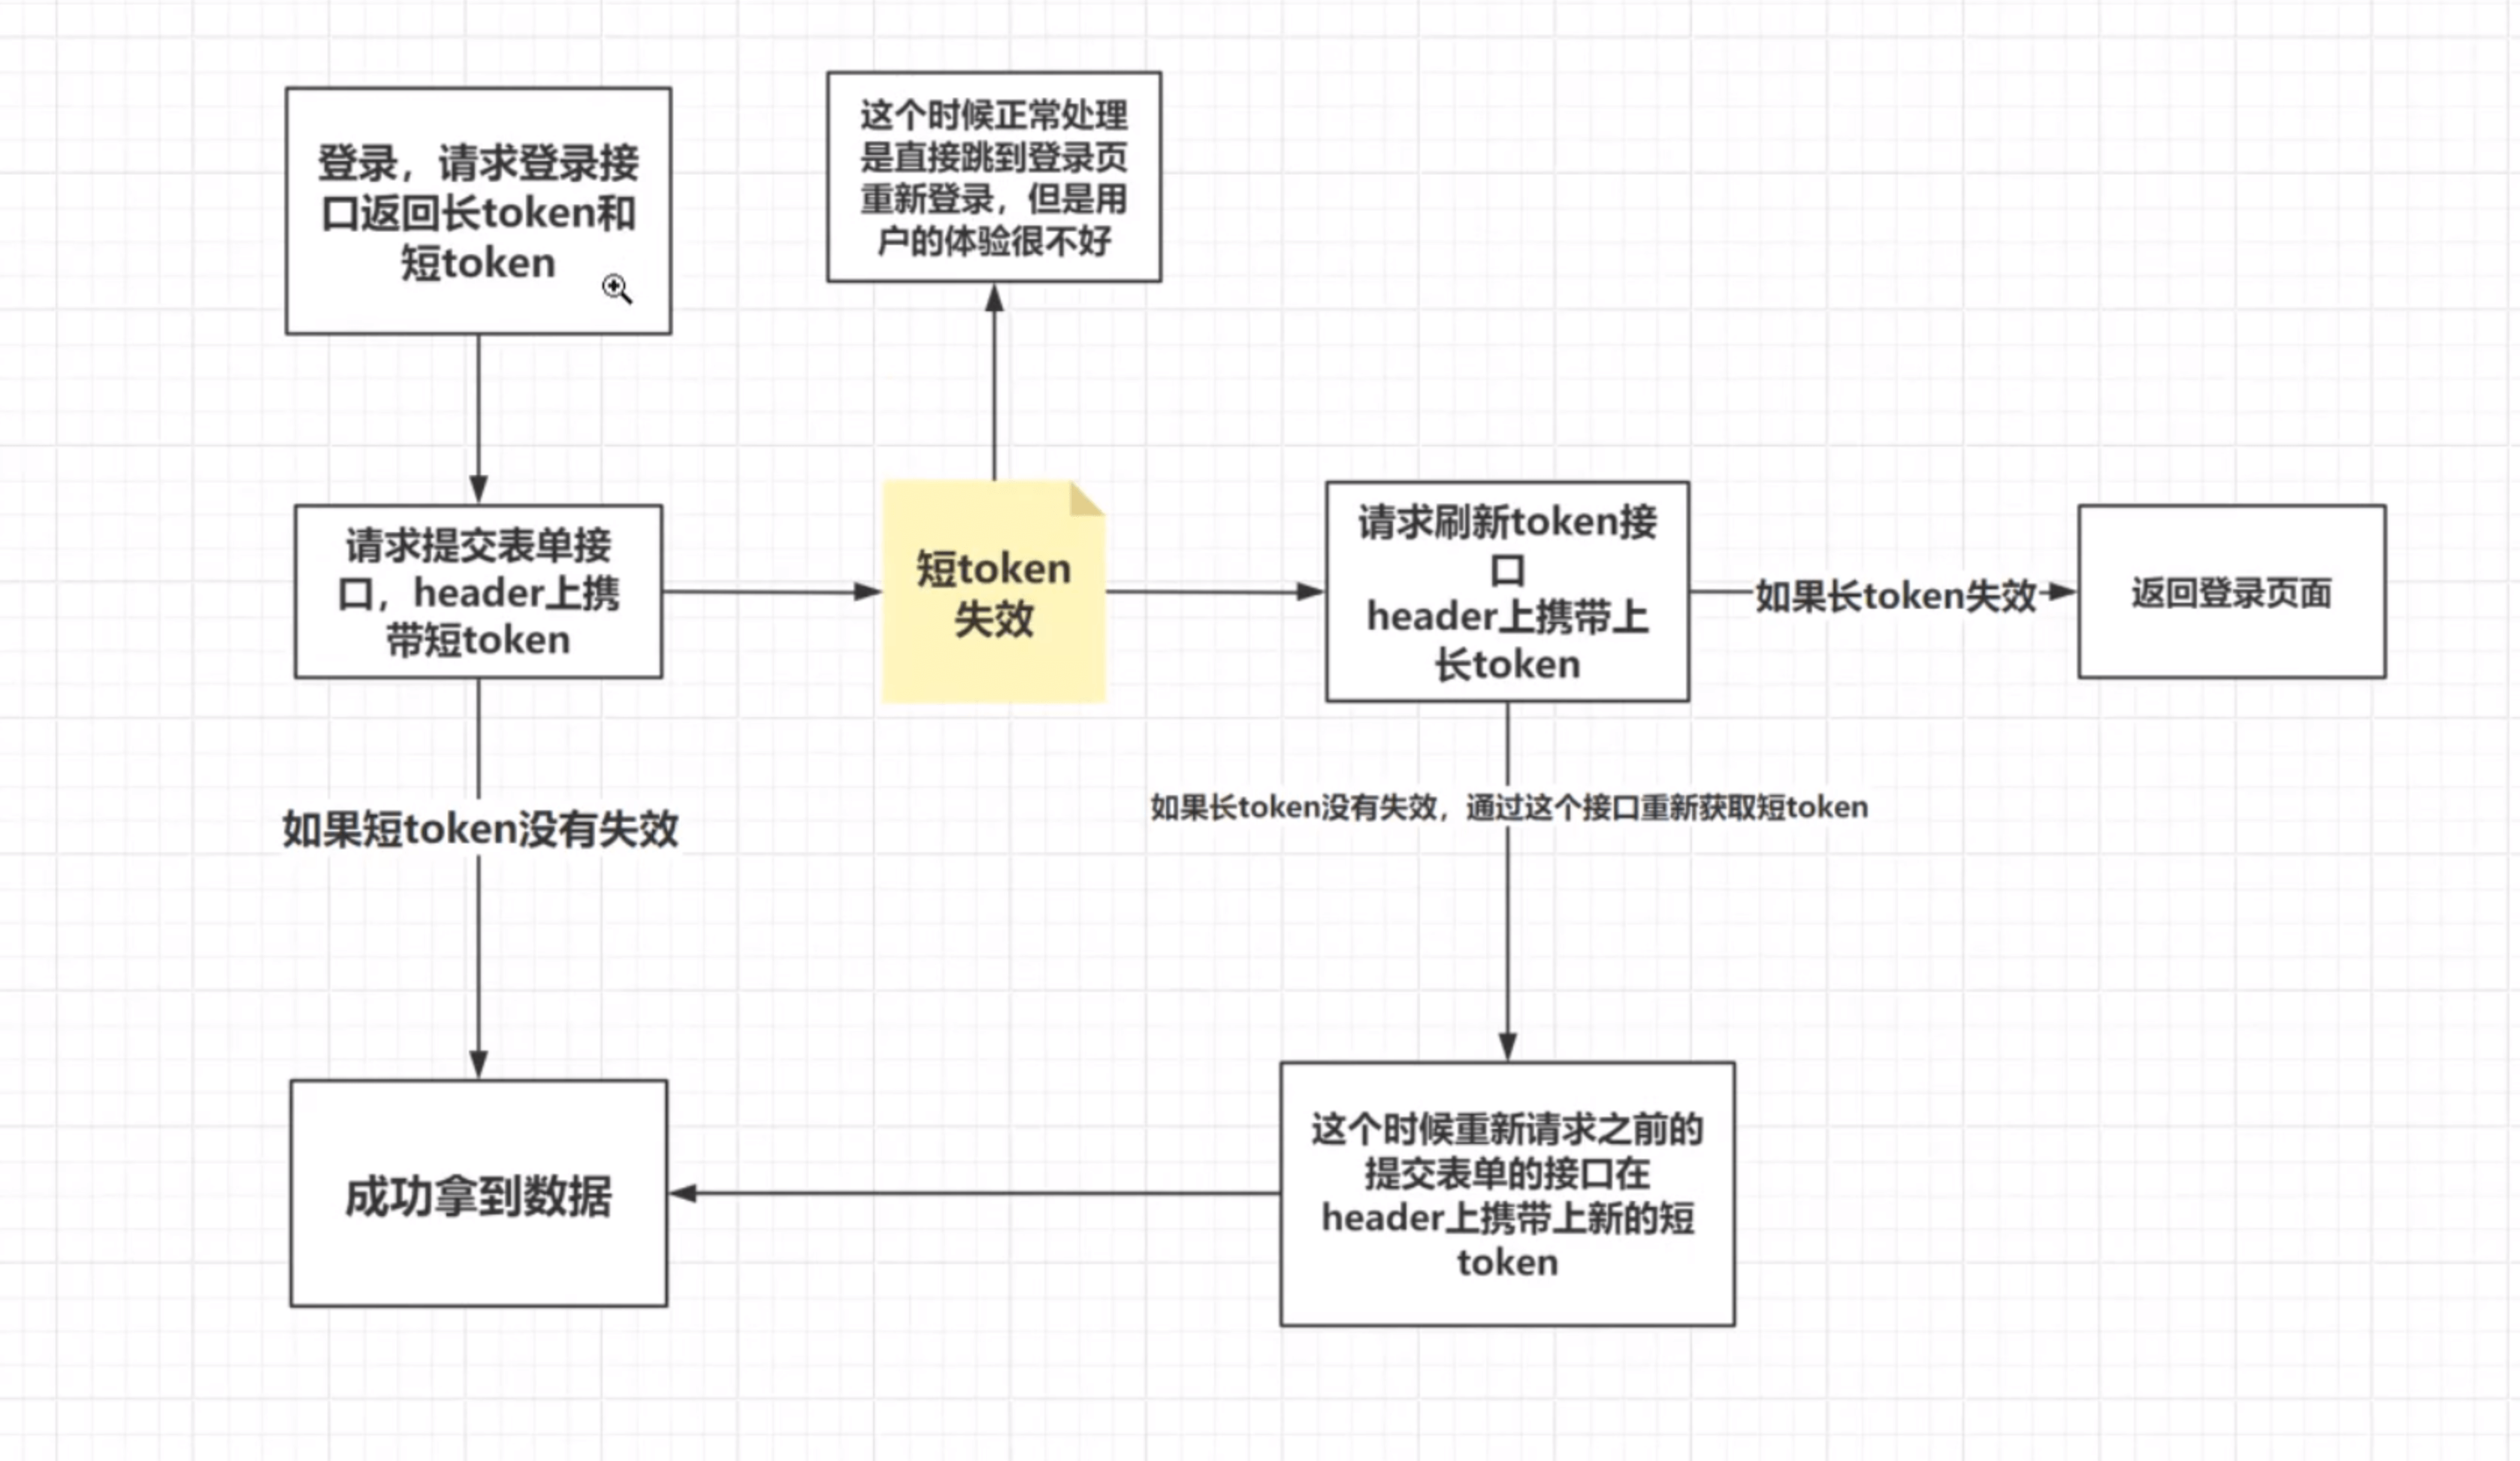 登录，请求登录接
口返回长token和
短token
这个时候正常处理
是直接跳到登录页
重新登录，但是用
户的体验很不好
请求提交表单接
口，header上携
带短token
短token
失效
请求刷新token接
口
header上携带上
长token
如果长token失效
返回登录页面
如果短token没有失效
如果长token没有失效，通过这个接口重新获取短token
成功拿到数据
这个时候重新请求之前的
提交表单的接口在
header上携带上新的短
token